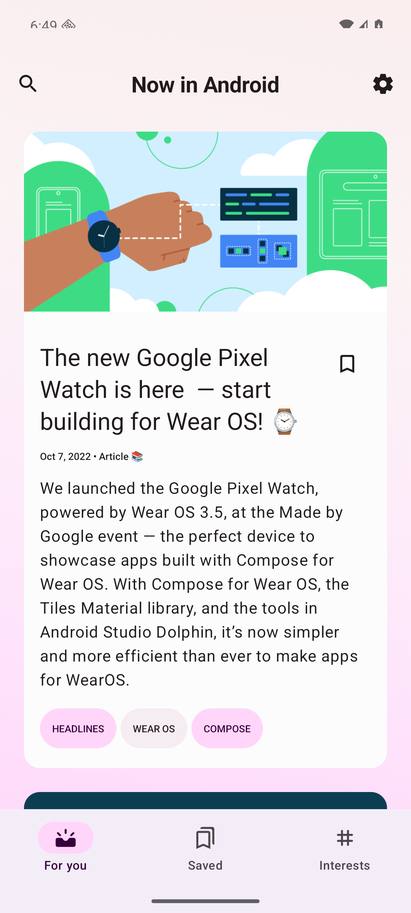 6:49
Now in Android
The new Google Pixel
Watch is here — start
building for Wear OS! ⌚
Oct 7, 2022 • Article 📚
We launched the Google Pixel Watch,
powered by Wear OS 3.5, at the Made by
Google event — the perfect device to
showcase apps built with Compose for
Wear OS. With Compose for Wear OS, the
Tiles Material library, and the tools in
Android Studio Dolphin, it’s now simpler
and more efficient than ever to make apps
for WearOS.
HEADLINES WEAR OS COMPOSE
For you Saved Interests